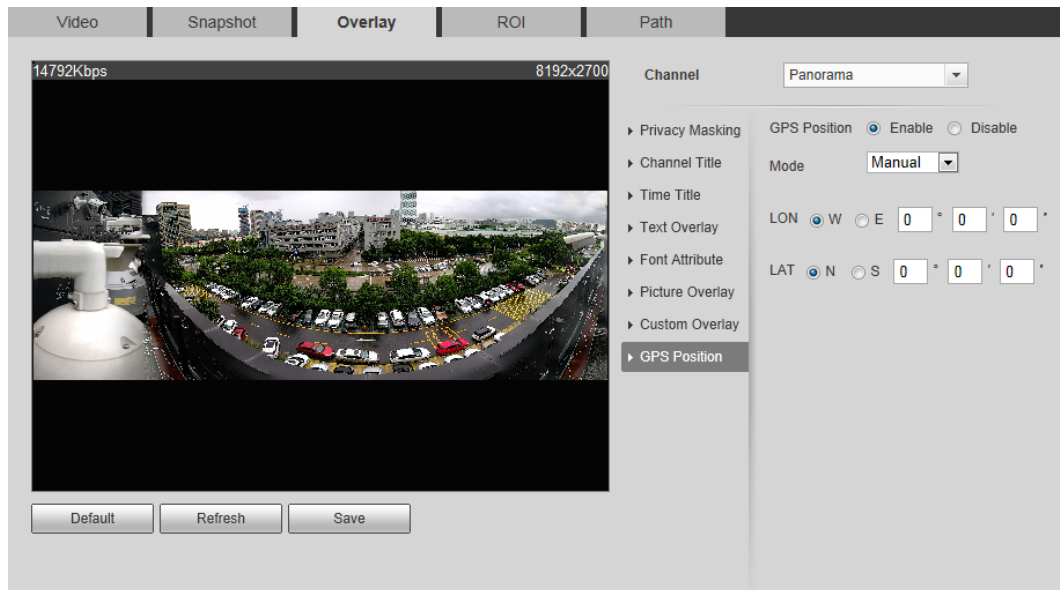 Video Snapshot Overlay ROI Path
14792Kbps 8192x2700
Channel Panorama
Privacy Masking
Channel Title
Time Title
Text Overlay
Font Attribute
Picture Overlay
Custom Overlay
GPS Position
GPS Position Enable Disable
Mode Manual
LON W E 0 ° 0 ' 0 "
LAT N S 0 ° 0 ' 0 "
Default Refresh Save